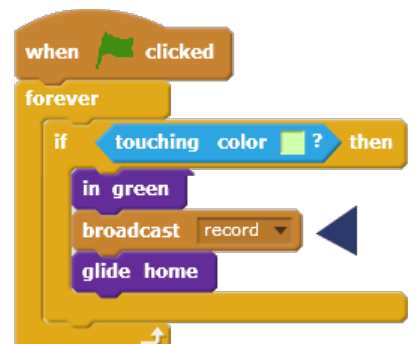 when clicked
forever
if touching color ? then
in green
broadcast record
glide home